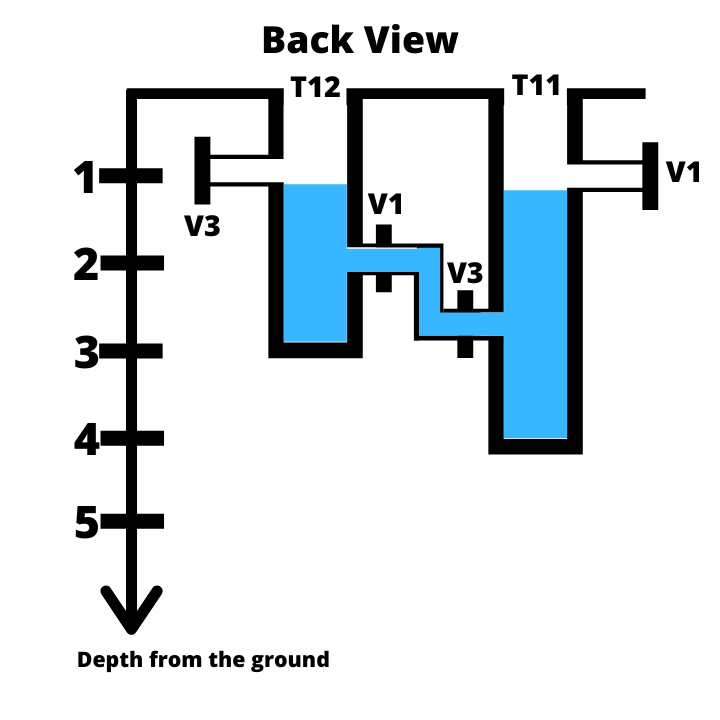 Back View
T12
T11
1
V3
V1
2
V1
V3
3
4
5
Depth from the ground